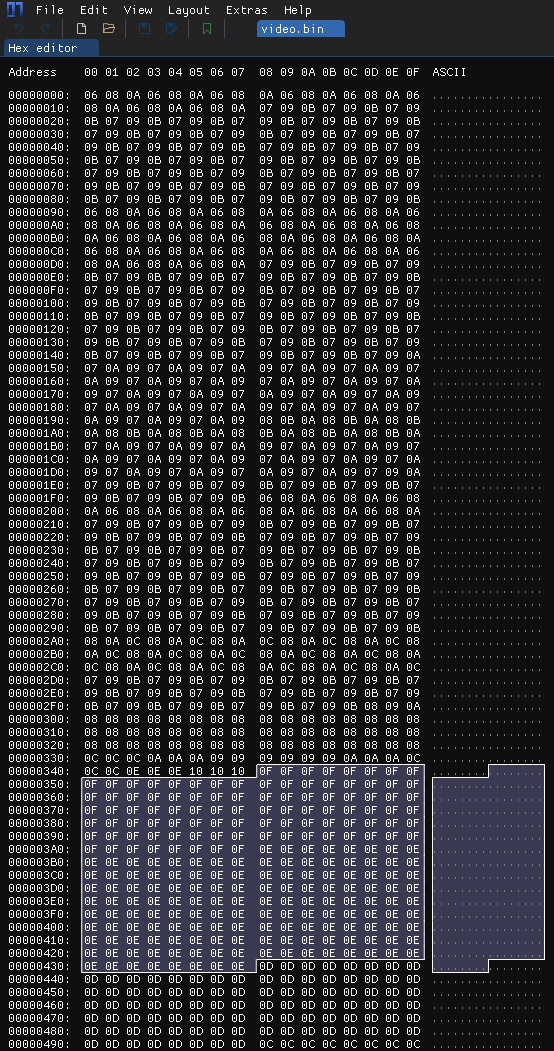 File Edit View Layout Extras Help
video.bin
Hex editor
Address 00 01 02 03 04 05 06 07 08 09 0A 0B 0C 0D 0E 0F ASCII
00000000: 06 08 0A 06 08 0A 06 08 0A 06 08 0A 06 08 0A 06 ................
00000010: 08 0A 06 08 0A 06 08 0A 07 09 0B 07 09 0B 07 09 ................
00000020: 0B 07 09 0B 07 09 0B 07 09 0B 07 09 0B 07 09 0B ................
00000030: 07 09 0B 07 09 0B 07 09 0B 07 09 0B 07 09 0B 07 ................
00000040: 09 0B 07 09 0B 07 09 0B 07 09 0B 07 09 0B 07 09 ................
00000050: 0B 07 09 0B 07 09 0B 07 09 0B 07 09 0B 07 09 0B ................
00000060: 07 09 0B 07 09 0B 07 09 0B 07 09 0B 07 09 0B 07 ................
00000070: 09 0B 07 09 0B 07 09 0B 07 09 0B 07 09 0B 07 09 ................
00000080: 0B 07 09 0B 07 09 0B 07 09 0B 07 09 0B 07 09 0B ................
00000090: 06 08 0A 06 08 0A 06 08 0A 06 08 0A 06 08 0A 06 ................
000000A0: 08 0A 06 08 0A 06 08 0A 06 08 0A 06 08 0A 06 08 ................
000000B0: 0A 06 08 0A 06 08 0A 06 08 0A 06 08 0A 06 08 0A ................
000000C0: 06 08 0A 06 08 0A 06 08 0A 06 08 0A 06 08 0A 06 ................
000000D0: 08 0A 06 08 0A 06 08 0A 07 09 0B 07 09 0B 07 09 ................
000000E0: 0B 07 09 0B 07 09 0B 07 09 0B 07 09 0B 07 09 0B ................
000000F0: 07 09 0B 07 09 0B 07 09 0B 07 09 0B 07 09 0B 07 ................
00000100: 09 0B 07 09 0B 07 09 0B 07 09 0B 07 09 0B 07 09 ................
00000110: 0B 07 09 0B 07 09 0B 07 09 0B 07 09 0B 07 09 0B ................
00000120: 07 09 0B 07 09 0B 07 09 0B 07 09 0B 07 09 0B 07 ................
00000130: 09 0B 07 09 0B 07 09 0B 07 09 0B 07 09 0B 07 09 ................
00000140: 0B 07 09 0B 07 09 0B 07 09 0B 07 09 0B 07 09 0A ................
00000150: 07 0A 09 07 0A 09 07 0A 09 07 0A 09 07 0A 09 07 ................
00000160: 0A 09 07 0A 09 07 0A 09 07 0A 09 07 0A 09 07 0A ................
00000170: 09 07 0A 09 07 0A 09 07 0A 09 07 0A 09 07 0A 09 ................
00000180: 07 0A 09 07 0A 09 07 0A 09 07 0A 09 07 0A 09 07 ................
00000190: 0A 09 07 0A 09 07 0A 09 08 0B 0A 08 0B 0A 08 0B ................
000001A0: 0A 08 0B 0A 08 0B 0A 08 0B 0A 08 0B 0A 08 0B 0A ................
000001B0: 07 0A 09 07 0A 09 07 0A 09 07 0A 09 07 0A 09 07 ................
000001C0: 0A 09 07 0A 09 07 0A 09 07 0A 09 07 0A 09 07 0A ................
000001D0: 09 07 0A 09 07 0A 09 07 0A 09 07 0A 09 07 0A 09 ................
000001E0: 07 09 0B 07 09 0B 07 09 0B 07 09 0B 07 09 0B 07 ................
000001F0: 09 0B 07 09 0B 07 09 0B 06 08 0A 06 08 0A 06 08 ................
00000200: 0A 06 08 0A 06 08 0A 06 08 0A 06 08 0A 06 08 0A ................
00000210: 07 09 0B 07 09 0B 07 09 0B 07 09 0B 07 09 0B 07 ................
00000220: 09 0B 07 09 0B 07 09 0B 07 09 0B 07 09 0B 07 09 ................
00000230: 0B 07 09 0B 07 09 0B 07 09 0B 07 09 0B 07 09 0B ................
00000240: 07 09 0B 07 09 0B 07 09 0B 07 09 0B 07 09 0B 07 ................
00000250: 09 0B 07 09 0B 07 09 0B 07 09 0B 07 09 0B 07 09 ................
00000260: 0B 07 09 0B 07 09 0B 07 09 0B 07 09 0B 07 09 0B ................
00000270: 07 09 0B 07 09 0B 07 09 0B 07 09 0B 07 09 0B 07 ................
00000280: 09 0B 07 09 0B 07 09 0B 07 09 0B 07 09 0B 07 09 ................
00000290: 0B 07 09 0B 07 09 0B 07 09 0B 07 09 0B 07 09 0B ................
000002A0: 08 0A 0C 08 0A 0C 08 0A 0C 08 0A 0C 08 0A 0C 08 ................
000002B0: 0A 0C 08 0A 0C 08 0A 0C 08 0A 0C 08 0A 0C 08 0A ................
000002C0: 0C 08 0A 0C 08 0A 0C 08 0A 0C 08 0A 0C 08 0A 0C ................
000002D0: 07 09 0B 07 09 0B 07 09 0B 07 09 0B 07 09 0B 07 ................
000002E0: 09 0B 07 09 0B 07 09 0B 07 09 0B 07 09 0B 07 09 ................
000002F0: 0B 07 09 0B 07 09 0B 07 09 0B 07 09 0B 08 09 0A ................
00000300: 08 08 08 08 08 08 08 08 08 08 08 08 08 08 08 08 ................
00000310: 08 08 08 08 08 08 08 08 08 08 08 08 08 08 08 08 ................
00000320: 08 08 08 08 08 08 08 08 08 08 08 08 08 08 08 08 ................
00000330: 0C 0C 0C 0A 0A 0A 09 09 09 09 09 09 0A 0A 0A 0C ................
00000340: 0C 0C 0E 0E 0E 10 10 10 0F 0F 0F 0F 0F 0F 0F 0F ................
00000350: 0F 0F 0F 0F 0F 0F 0F 0F 0F 0F 0F 0F 0F 0F 0F 0F ................
00000360: 0F 0F 0F 0F 0F 0F 0F 0F 0F 0F 0F 0F 0F 0F 0F 0F ................
00000370: 0F 0F 0F 0F 0F 0F 0F 0F 0F 0F 0F 0F 0F 0F 0F 0F ................
00000380: 0F 0F 0F 0F 0F 0F 0F 0F 0F 0F 0F 0F 0F 0F 0F 0F ................
00000390: 0F 0F 0F 0F 0F 0F 0F 0F 0F 0F 0F 0F 0F 0F 0F 0F ................
000003A0: 0F 0F 0F 0F 0F 0F 0F 0F 0E 0E 0E 0E 0E 0E 0E 0E ................
000003B0: 0E 0E 0E 0E 0E 0E 0E 0E 0E 0E 0E 0E 0E 0E 0E 0E ................
000003C0: 0E 0E 0E 0E 0E 0E 0E 0E 0E 0E 0E 0E 0E 0E 0E 0E ................
000003D0: 0E 0E 0E 0E 0E 0E 0E 0E 0E 0E 0E 0E 0E 0E 0E 0E ................
000003E0: 0E 0E 0E 0E 0E 0E 0E 0E 0E 0E 0E 0E 0E 0E 0E 0E ................
000003F0: 0E 0E 0E 0E 0E 0E 0E 0E 0E 0E 0E 0E 0E 0E 0E 0E ................
00000400: 0E 0E 0E 0E 0E 0E 0E 0E 0E 0E 0E 0E 0E 0E 0E 0E ................
00000410: 0E 0E 0E 0E 0E 0E 0E 0E 0E 0E 0E 0E 0E 0E 0E 0E ................
00000420: 0E 0E 0E 0E 0E 0E 0E 0E 0E 0E 0E 0E 0E 0E 0E 0E ................
00000430: 0E 0E 0E 0E 0E 0E 0E 0E 0D 0D 0D 0D 0D 0D 0D 0D ................
00000440: 0D 0D 0D 0D 0D 0D 0D 0D 0D 0D 0D 0D 0D 0D 0D 0D ................
00000450: 0D 0D 0D 0D 0D 0D 0D 0D 0D 0D 0D 0D 0D 0D 0D 0D ................
00000460: 0D 0D 0D 0D 0D 0D 0D 0D 0D 0D 0D 0D 0D 0D 0D 0D ................
00000470: 0D 0D 0D 0D 0D 0D 0D 0D 0D 0D 0D 0D 0D 0D 0D 0D ................
00000480: 0D 0D 0D 0D 0D 0D 0D 0D 0D 0D 0D 0D 0D 0D 0D 0D ................
00000490: 0D 0D 0D 0D 0D 0D 0D 0D 0C 0C 0C 0C 0C 0C 0C 0C ................